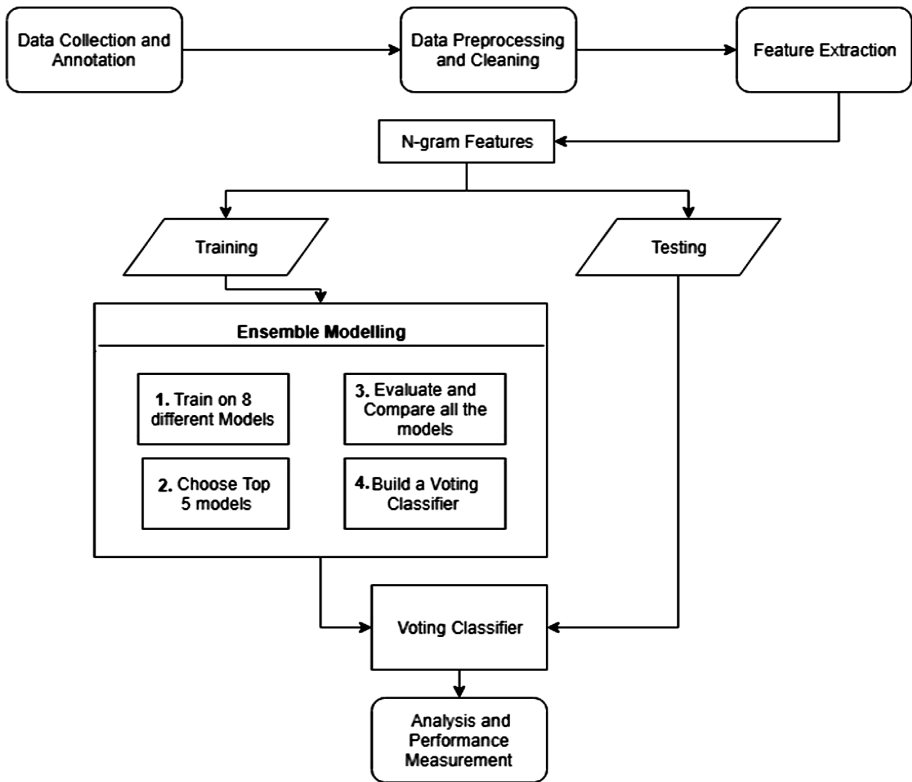 Data Collection and
Annotation
Data Preprocessing
and Cleaning
Feature Extraction
N-gram Features
Training
Testing
Ensemble Modelling
1. Train on 8
different Models
2. Choose Top
5 models
3. Evaluate and
Compare all the
models
4. Build a Voting
Classifier
Voting Classifier
Analysis and
Performance
Measurement